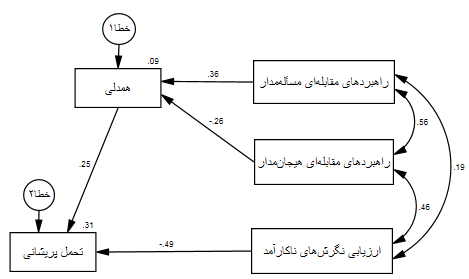 خطا۱
.09
همدلی
.36
راهبردهای مقابله‌ای مسأله‌مدار
-.26
.56
راهبردهای مقابله‌ای هیجان‌مدار
.19
.25
خطا۲
.46
.31
تحمل پریشانی
-.49
ارزیابی نگرش‌های ناکارآمد